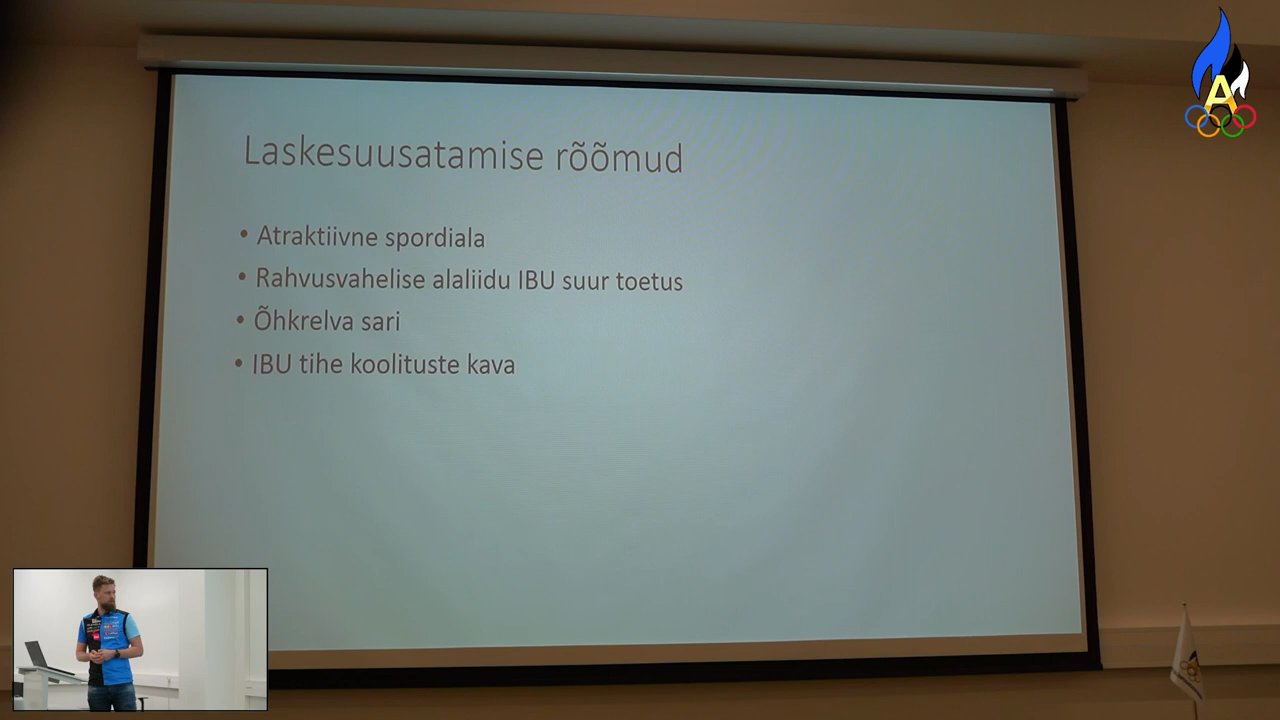 Laskesuusatamise rõõmud
• Atraktiivne spordiala
• Rahvusvahelise alaliidu IBU suur toetus
• Õhkrelva sari
• IBU tihe koolituste kava
A